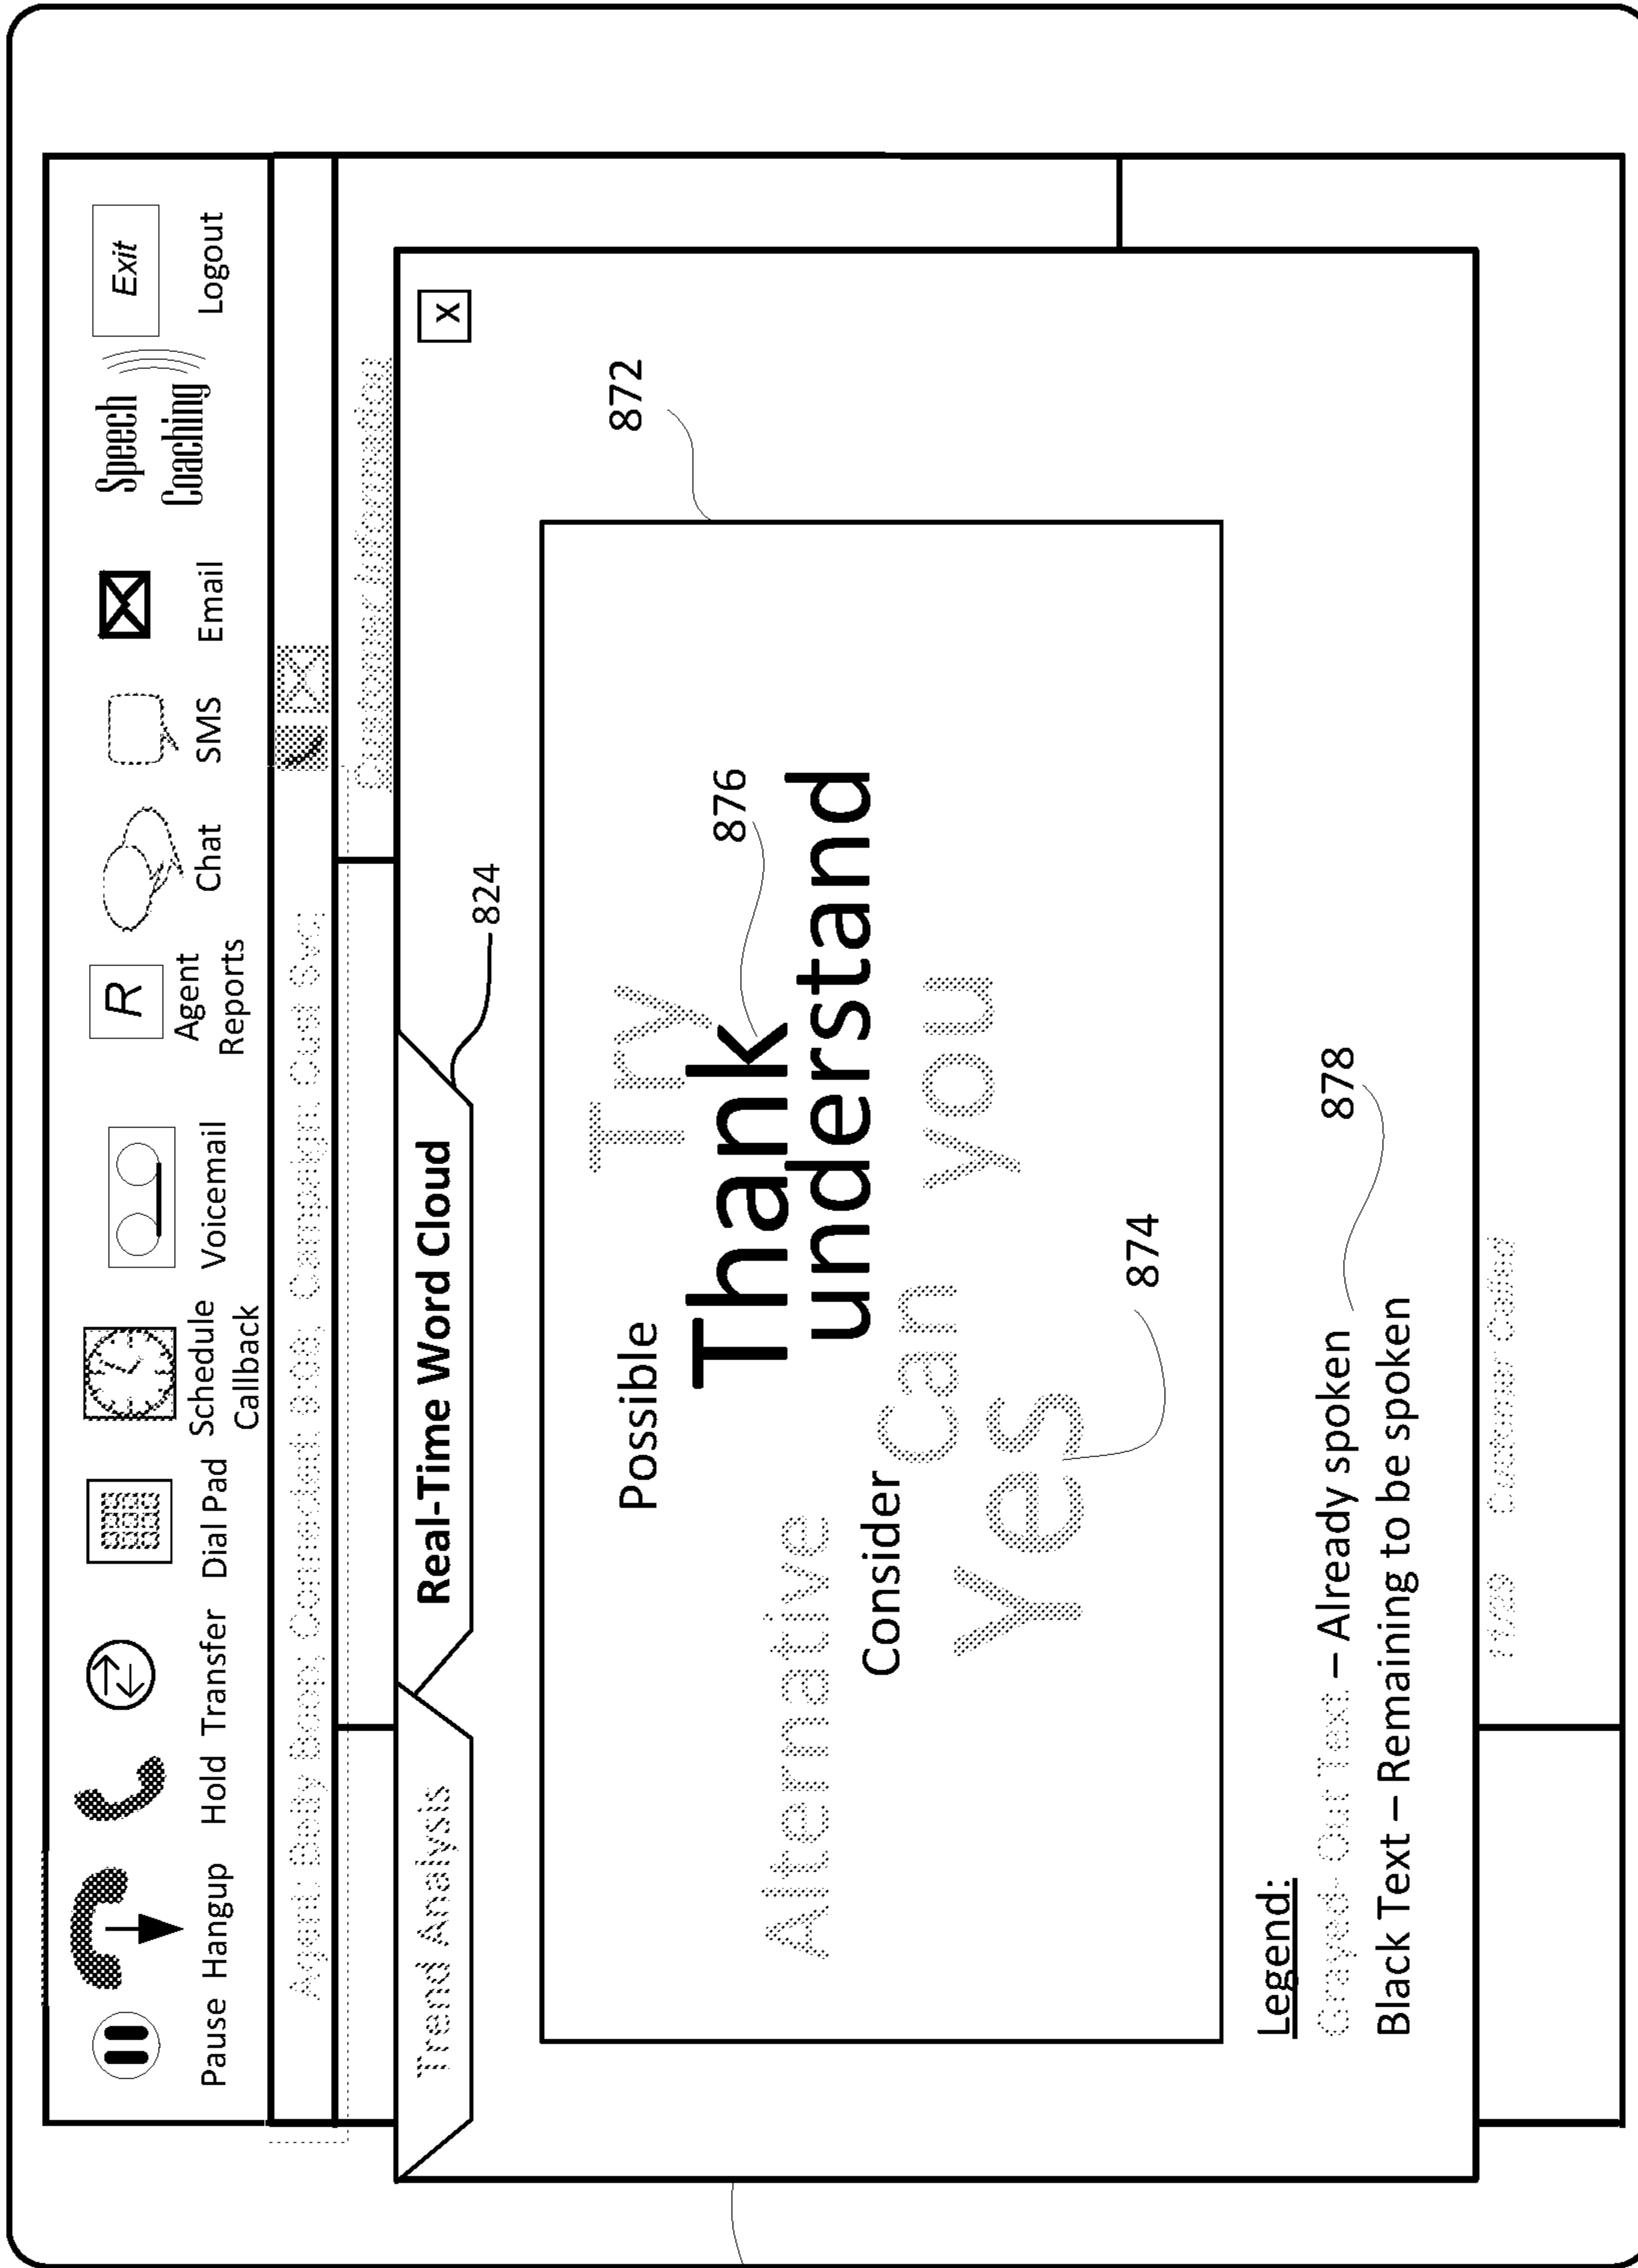 Pause Hangup Hold Transfer Dial Pad Schedule Callback Voicemail Agent Reports Chat SMS Email Speech Coaching Exit Logout
R
Agent: Betty Boop, Connected: 9:08, Campaign: Cust Svc.
Customer Information
Trend Analysis
Real-Time Word Cloud
X
824
872
Possible
Try
Thank
876
Alternative
understand
Consider
can
you
Yes
874
Legend:
Grayed- Out Text – Already spoken
878
Black Text – Remaining to be spoken
Customer Called